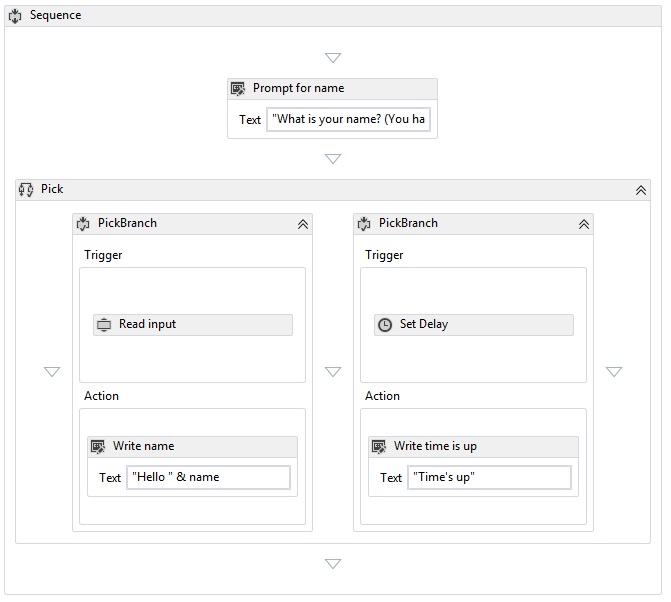 Sequence
Prompt for name
Text "What is your name? (You ha
Pick
PickBranch
Trigger
Read input
Action
Write name
Text "Hello " & name
PickBranch
Trigger
Set Delay
Action
Write time is up
Text "Time's up"